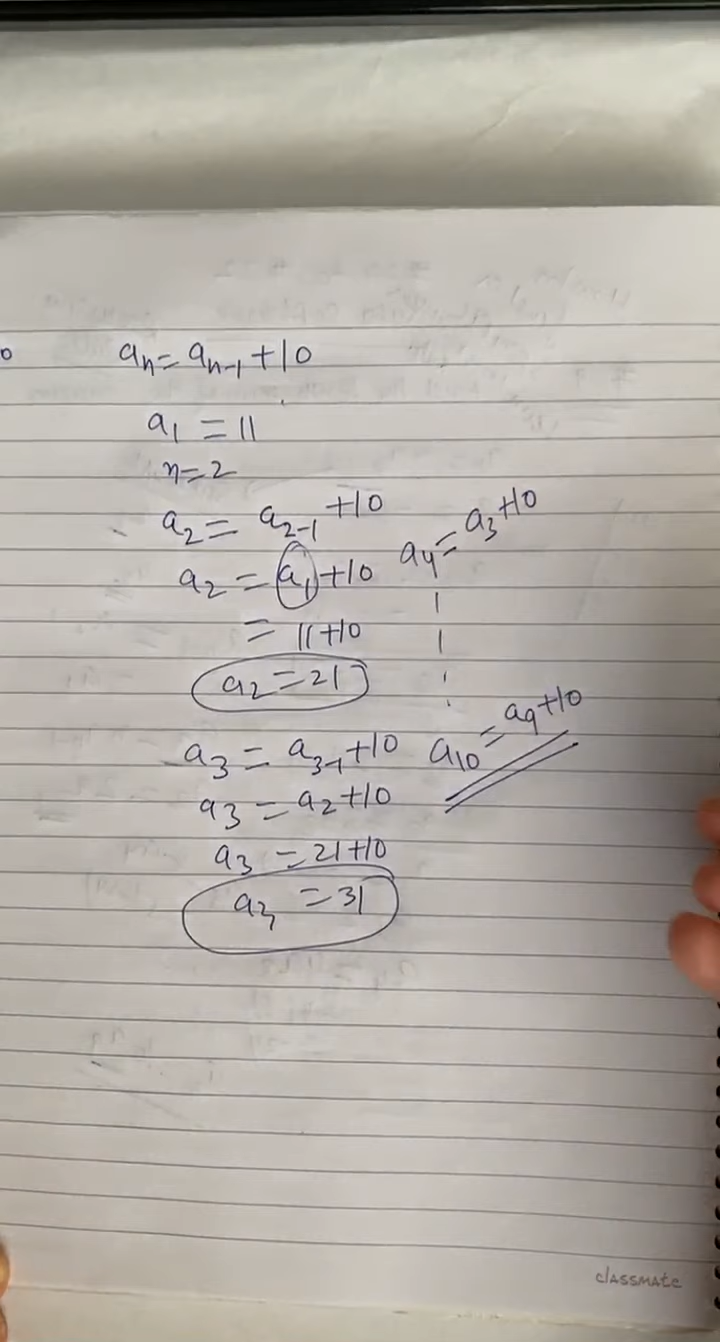 aₙ = aₙ₋₁ + 10
a₁ = 11
n = 2
a₂ = a₂₋₁ + 10
a₂ = a₁ + 10
= 11 + 10
a₂ = 21
a₃ = a₃₋₁ + 10
a₃ = a₂ + 10
a₃ = 21 + 10
a₃ = 31
a₄ = a₃ + 10
a₁₀ = a₉ + 10
classmate